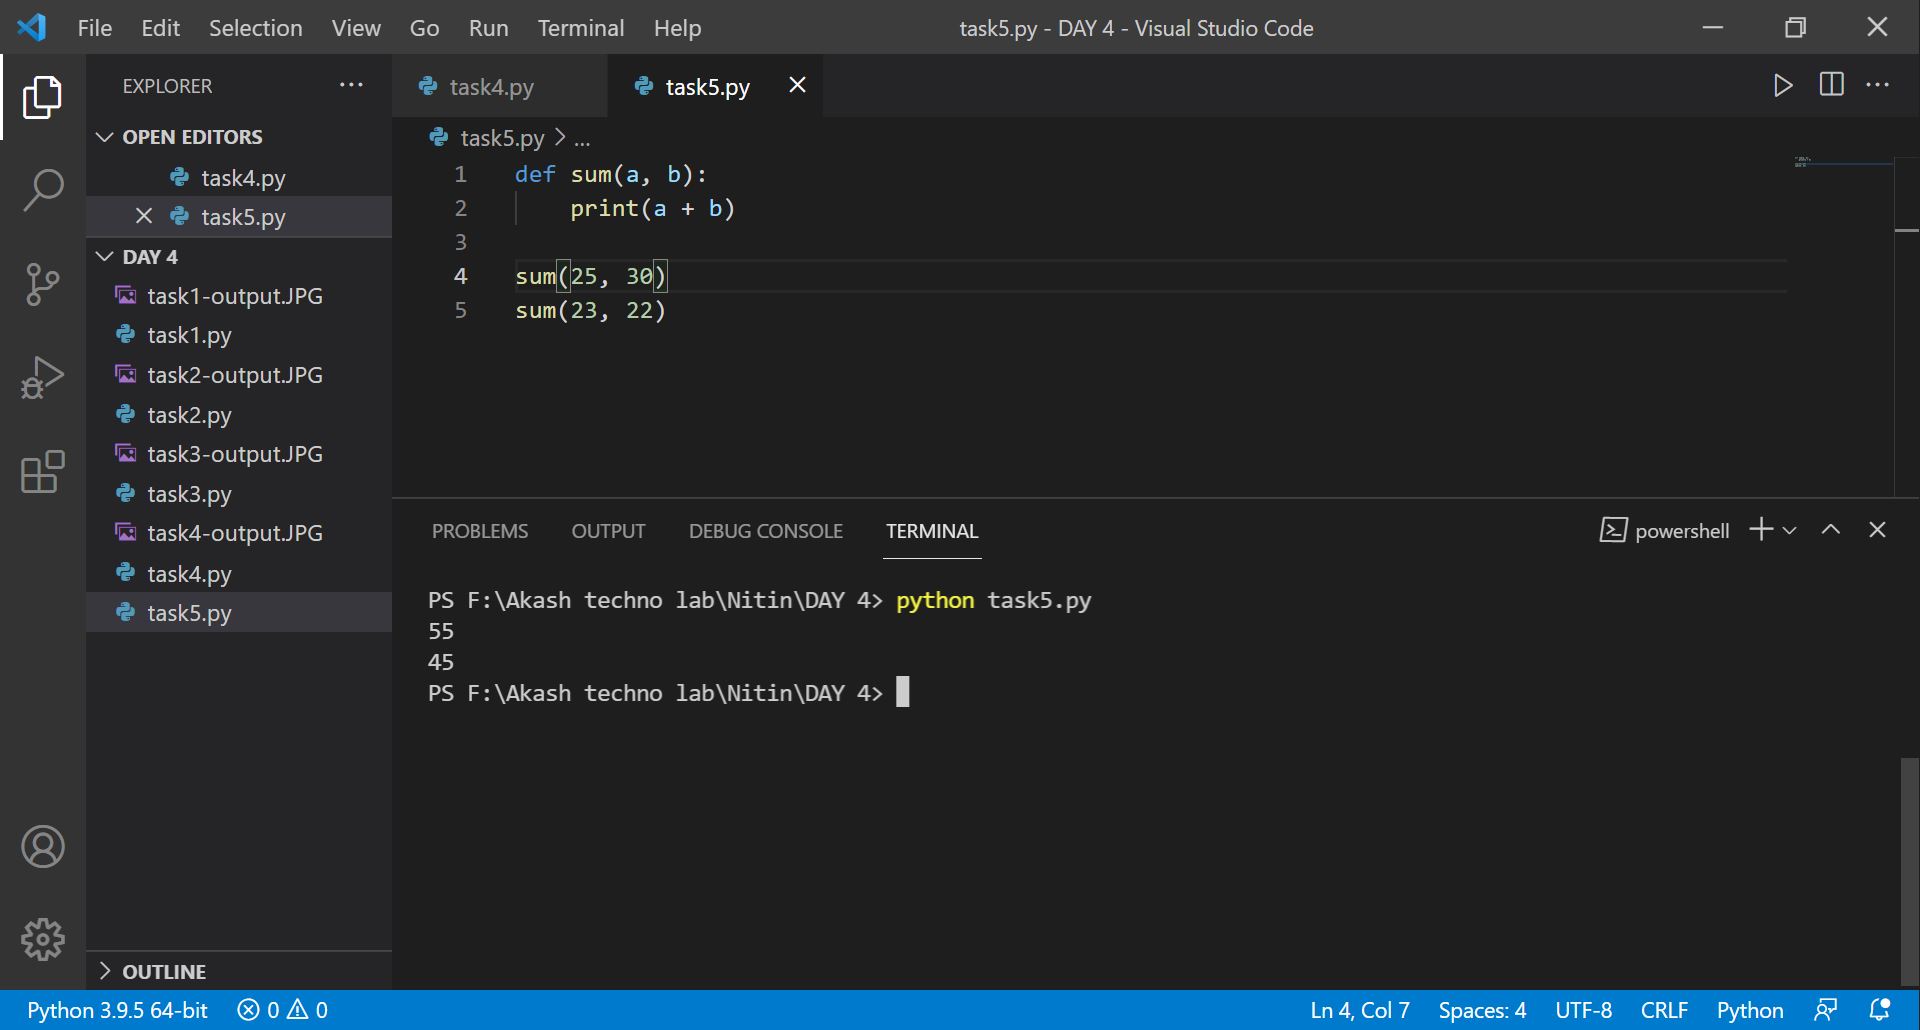 File Edit Selection View Go Run Terminal Help task5.py - DAY 4 - Visual Studio Code
EXPLORER
OPEN EDITORS
task4.py
task5.py
DAY 4
task1-output.JPG
task1.py
task2-output.JPG
task2.py
task3-output.JPG
task3.py
task4-output.JPG
task4.py
task5.py
OUTLINE
task4.py task5.py
task5.py > ...
1 def sum(a, b):
2     print(a + b)
3
4 sum(25, 30)
5 sum(23, 22)
PROBLEMS OUTPUT DEBUG CONSOLE TERMINAL powershell
PS F:\Akash techno lab\Nitin\DAY 4> python task5.py
55
45
PS F:\Akash techno lab\Nitin\DAY 4>
Python 3.9.5 64-bit 0 0 Ln 4, Col 7 Spaces: 4 UTF-8 CRLF Python